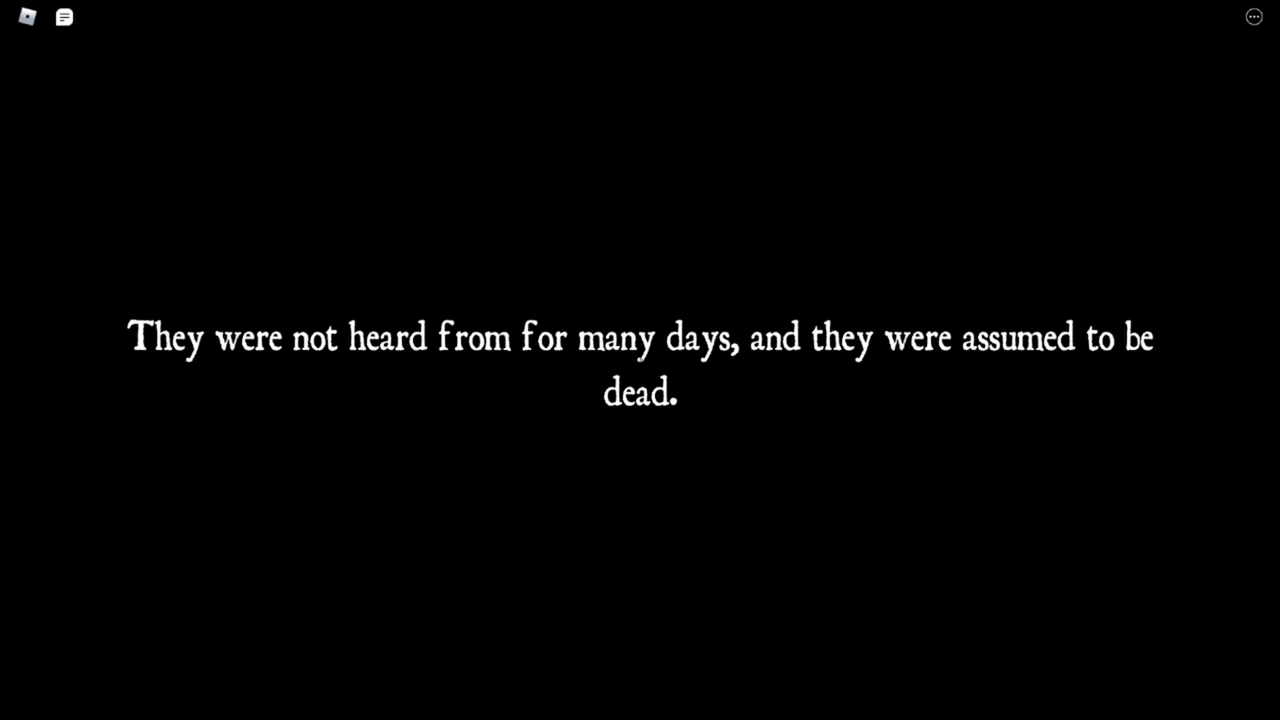 They were not heard from for many days, and they were assumed to be
dead.